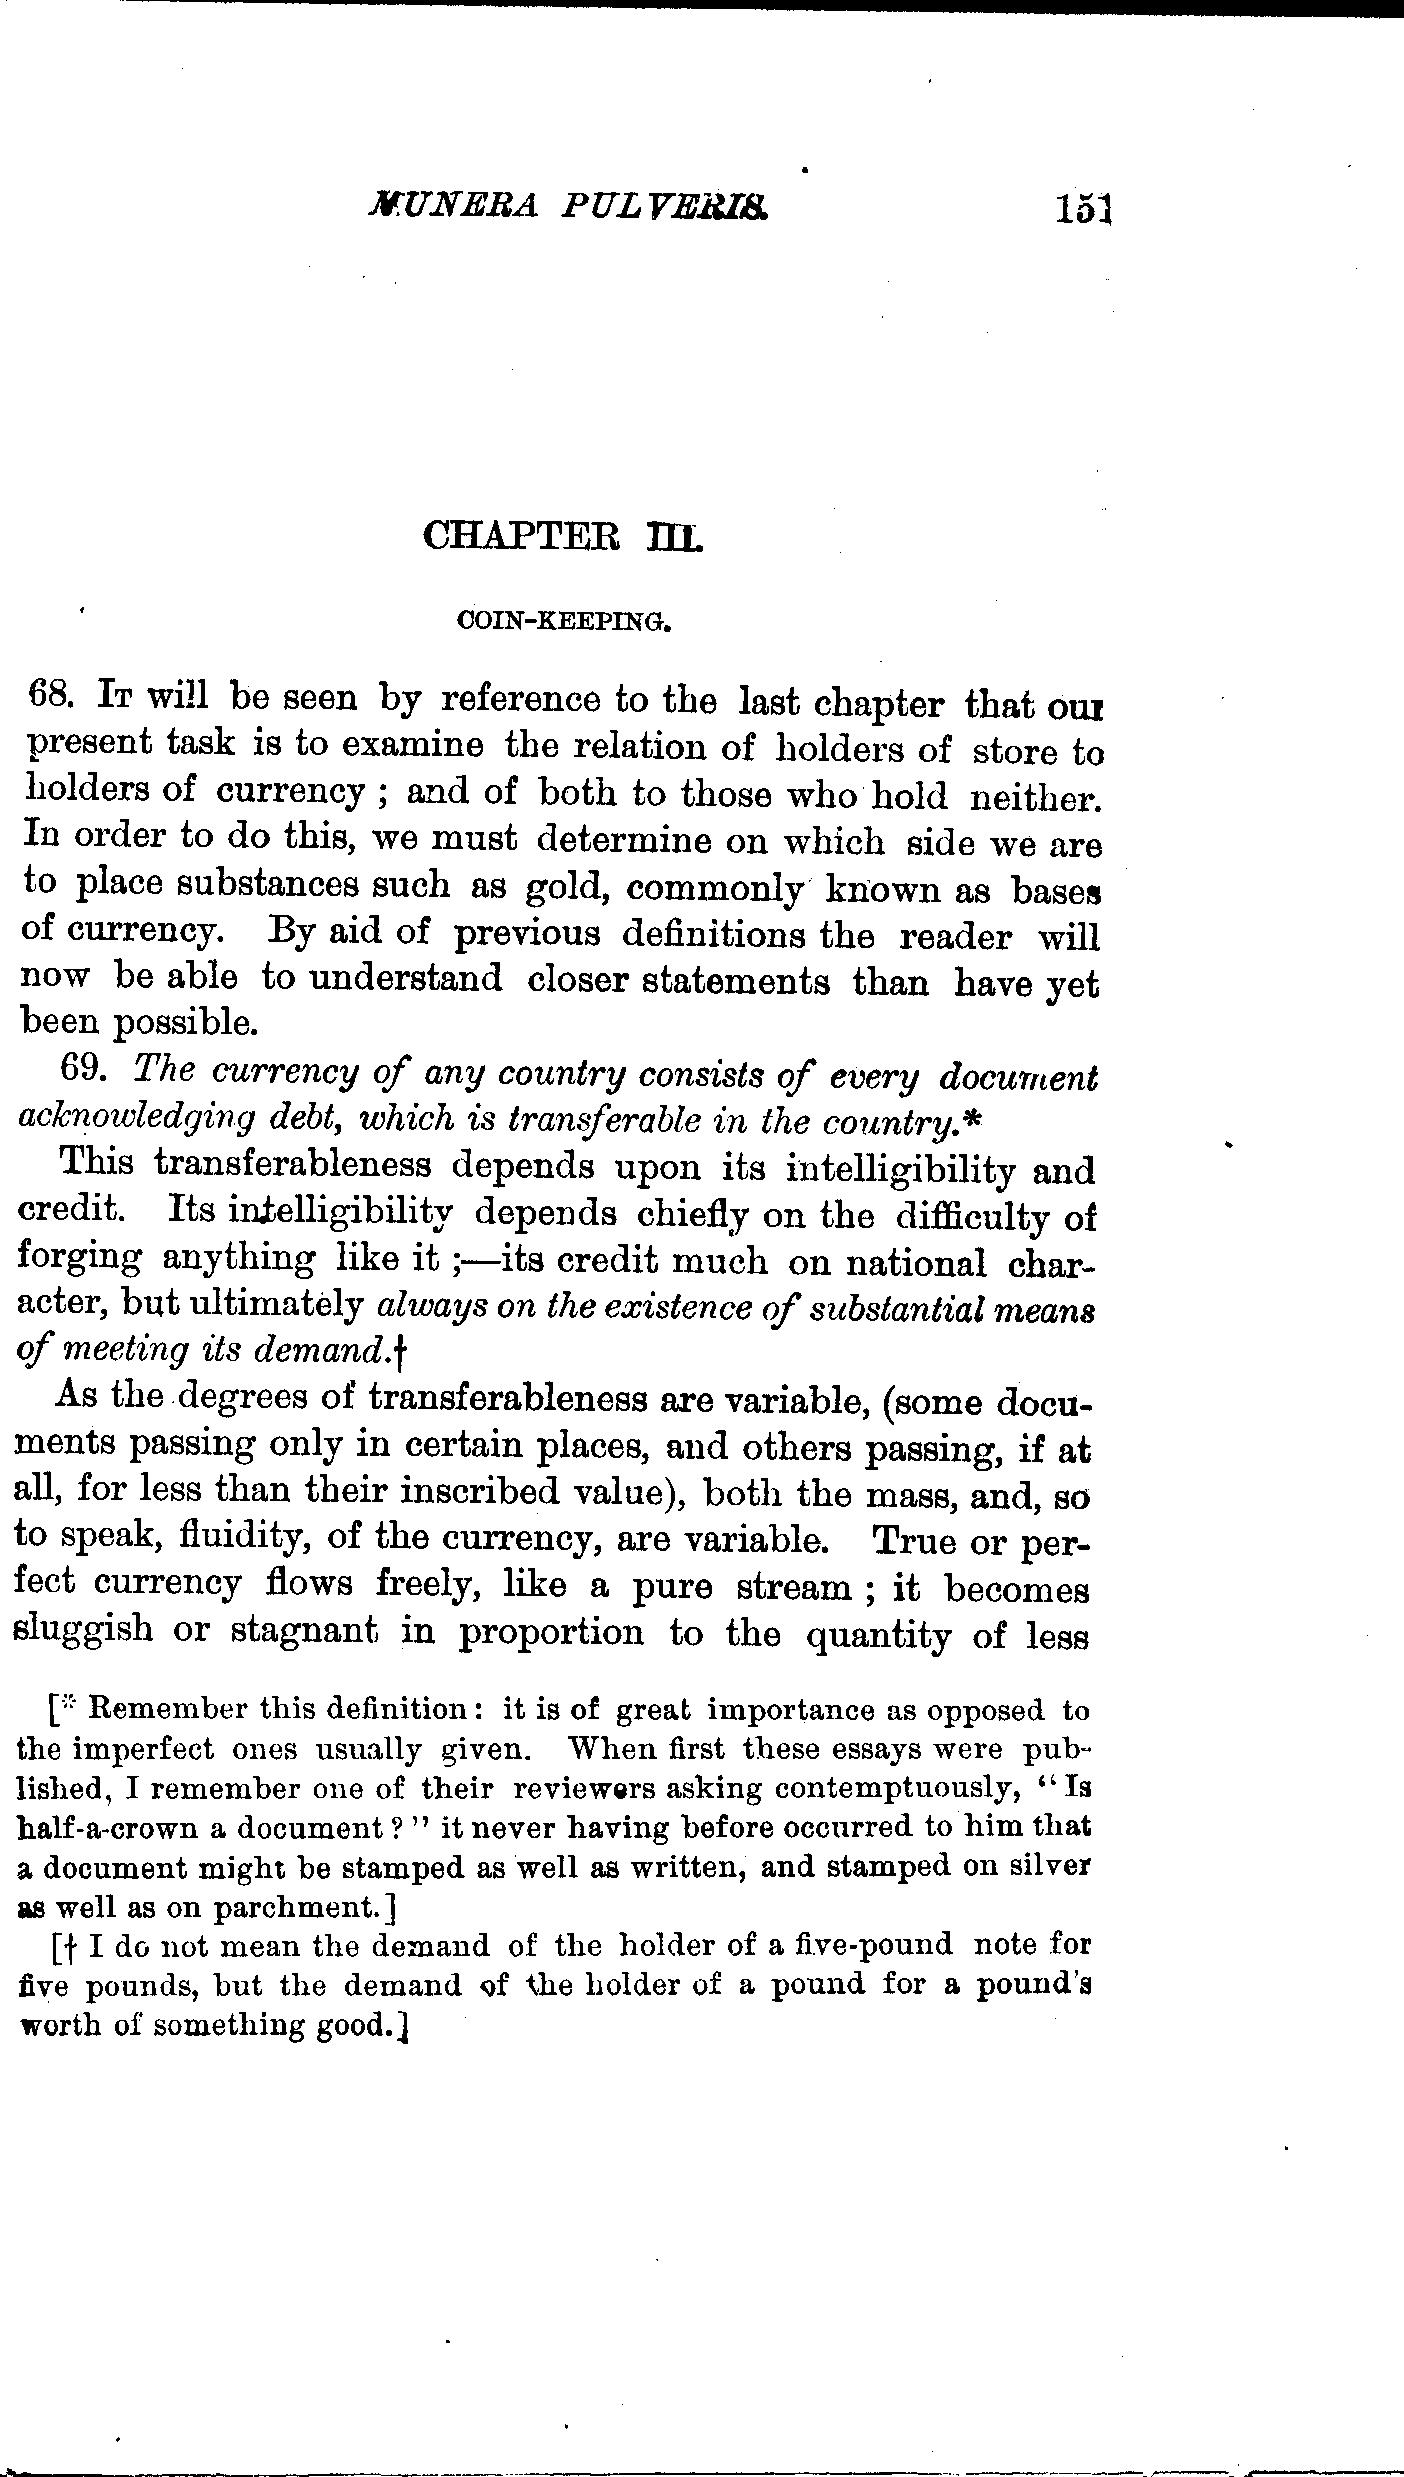 MUNERA PULVERIS. 151
CHAPTER III.
COIN-KEEPING.
68. IT will be seen by reference to the last chapter that our
present task is to examine the relation of holders of store to
holders of currency ; and of both to those who hold neither.
In order to do this, we must determine on which side we are
to place substances such as gold, commonly known as bases
of currency. By aid of previous definitions the reader will
now be able to understand closer statements than have yet
been possible.
69. The currency of any country consists of every document
acknowledging debt, which is transferable in the country.*
This transferableness depends upon its intelligibility and
credit. Its intelligibility depends chiefly on the difficulty of
forging anything like it ;—its credit much on national char-
acter, but ultimately always on the existence of substantial means
of meeting its demand.†
As the degrees of transferableness are variable, (some docu-
ments passing only in certain places, and others passing, if at
all, for less than their inscribed value), both the mass, and, so
to speak, fluidity, of the currency, are variable. True or per-
fect currency flows freely, like a pure stream ; it becomes
sluggish or stagnant in proportion to the quantity of less
[* Remember this definition: it is of great importance as opposed to
the imperfect ones usually given. When first these essays were pub-
lished, I remember one of their reviewers asking contemptuously, “Is
half-a-crown a document ? ” it never having before occurred to him that
a document might be stamped as well as written, and stamped on silver
as well as on parchment.]
[† I do not mean the demand of the holder of a five-pound note for
five pounds, but the demand of the holder of a pound for a pound's
worth of something good.]